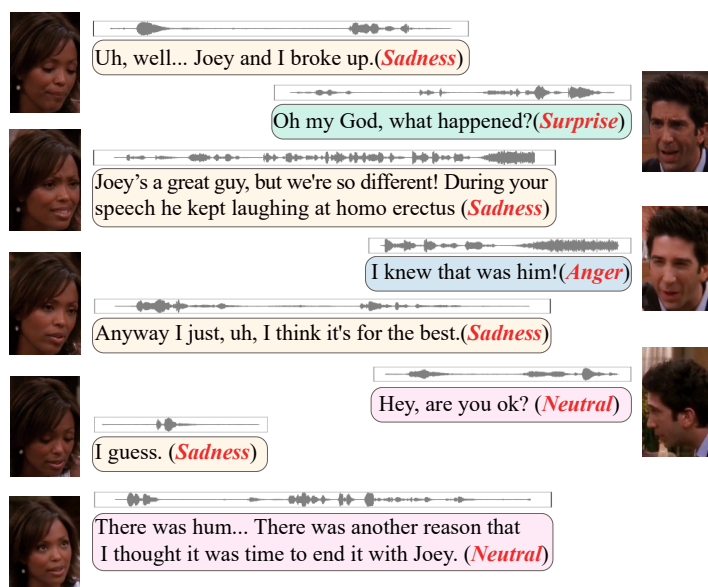 Uh, well... Joey and I broke up.(Sadness)
Oh my God, what happened?(Surprise)
Joey's a great guy, but we're so different! During your
speech he kept laughing at homo erectus (Sadness)
I knew that was him!(Anger)
Anyway I just, uh, I think it's for the best.(Sadness)
Hey, are you ok? (Neutral)
I guess. (Sadness)
There was hum... There was another reason that
I thought it was time to end it with Joey. (Neutral)